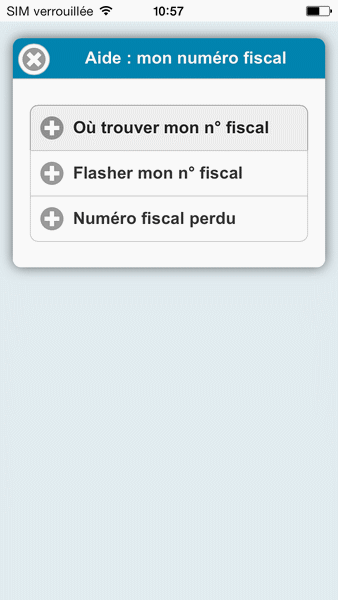 SIM verrouillée 10:57
Aide : mon numéro fiscal
Où trouver mon n° fiscal
Flasher mon n° fiscal
Numéro fiscal perdu